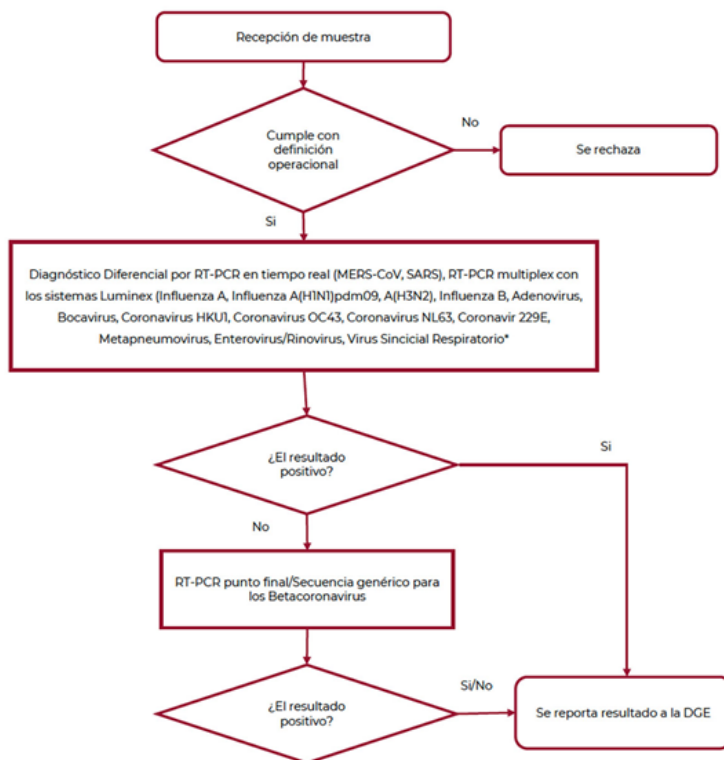 Recepción de muestra
Cumple con
definición
operacional
No
Se rechaza
Si
Diagnóstico Diferencial por RT-PCR en tiempo real (MERS-CoV, SARS), RT-PCR multiplex con
los sistemas Luminex (Influenza A, Influenza A(H1N1)pdm09, A(H3N2), Influenza B, Adenovirus,
Bocavirus, Coronavirus HKU1, Coronavirus OC43, Coronavirus NL63, Coronavir 229E,
Metapneumovirus, Enterovirus/Rinovirus, Virus Sincicial Respiratorio*
¿El resultado
positivo?
Si
No
RT-PCR punto final/Secuencia genérico para
los Betacoronavirus
¿El resultado
positivo?
Si/No
Se reporta resultado a la DGE